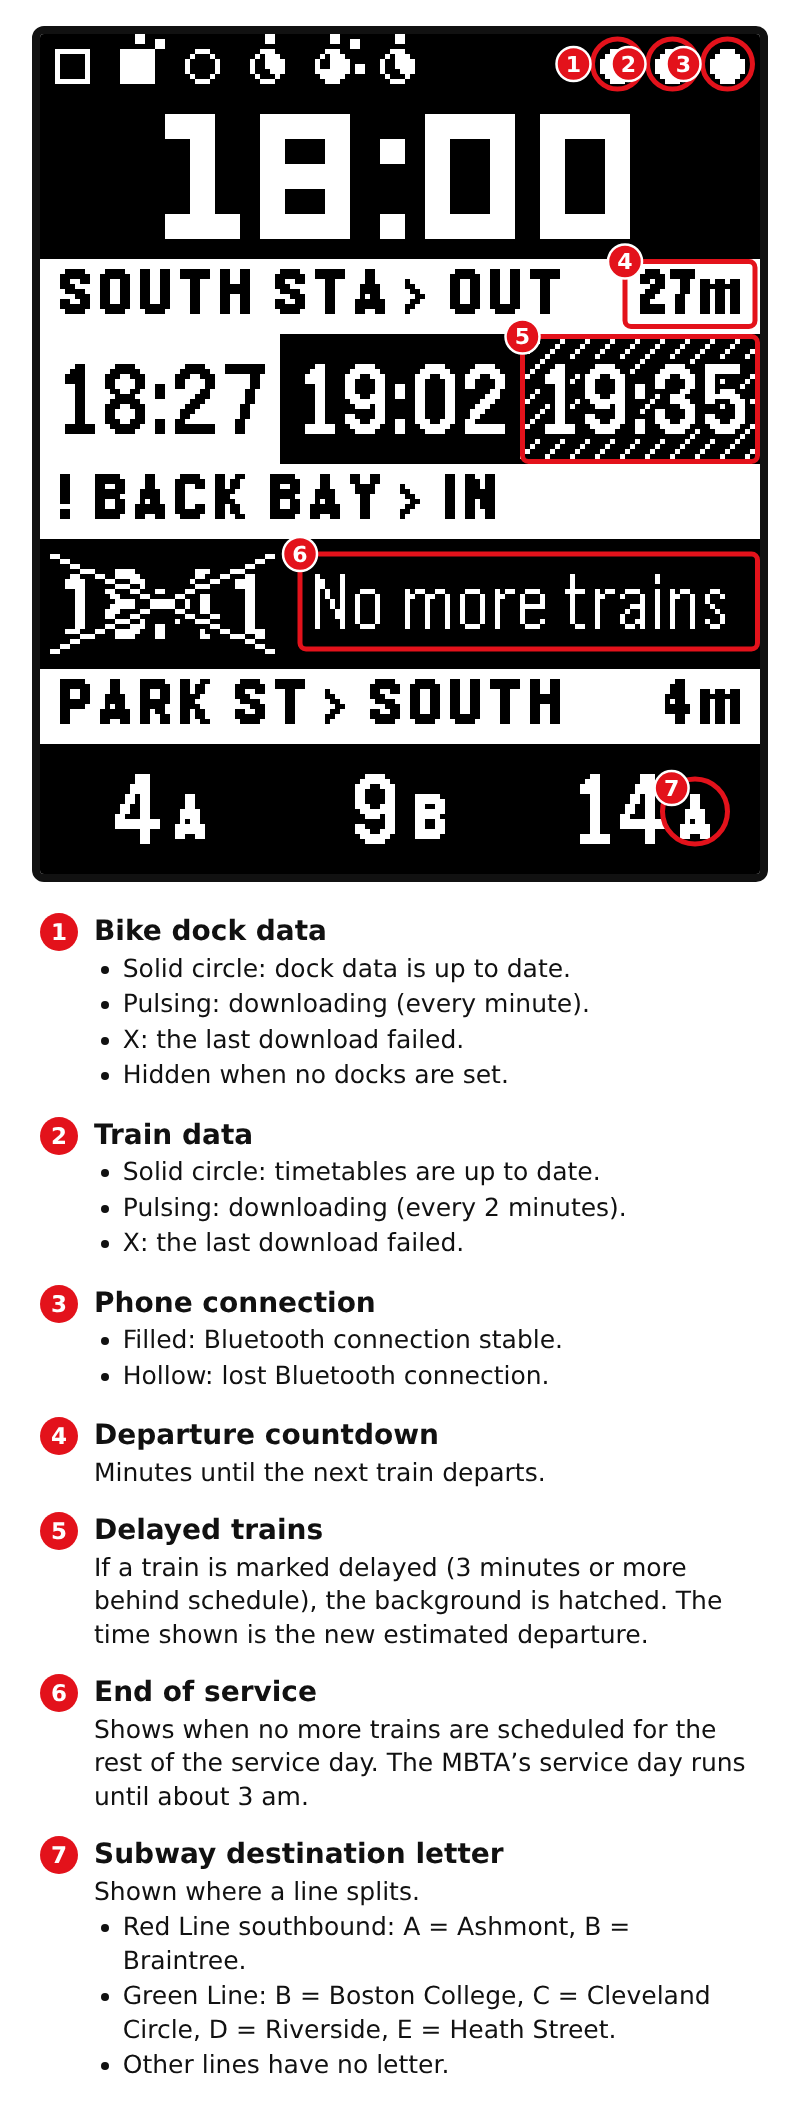 1 2 3
18:00
4
SOUTH STA > OUT 27m
5
18:27 19:02 19:35
! BACK BAY > IN
6
No more trains
PARK ST > SOUTH 4m
7
4A 9B 14A
1 Bike dock data
• Solid circle: dock data is up to date.
• Pulsing: downloading (every minute).
• X: the last download failed.
• Hidden when no docks are set.
2 Train data
• Solid circle: timetables are up to date.
• Pulsing: downloading (every 2 minutes).
• X: the last download failed.
3 Phone connection
• Filled: Bluetooth connection stable.
• Hollow: lost Bluetooth connection.
4 Departure countdown
Minutes until the next train departs.
5 Delayed trains
If a train is marked delayed (3 minutes or more
behind schedule), the background is hatched. The
time shown is the new estimated departure.
6 End of service
Shows when no more trains are scheduled for the
rest of the service day. The MBTA’s service day runs
until about 3 am.
7 Subway destination letter
Shown where a line splits.
• Red Line southbound: A = Ashmont, B =
Braintree.
• Green Line: B = Boston College, C = Cleveland
Circle, D = Riverside, E = Heath Street.
• Other lines have no letter.